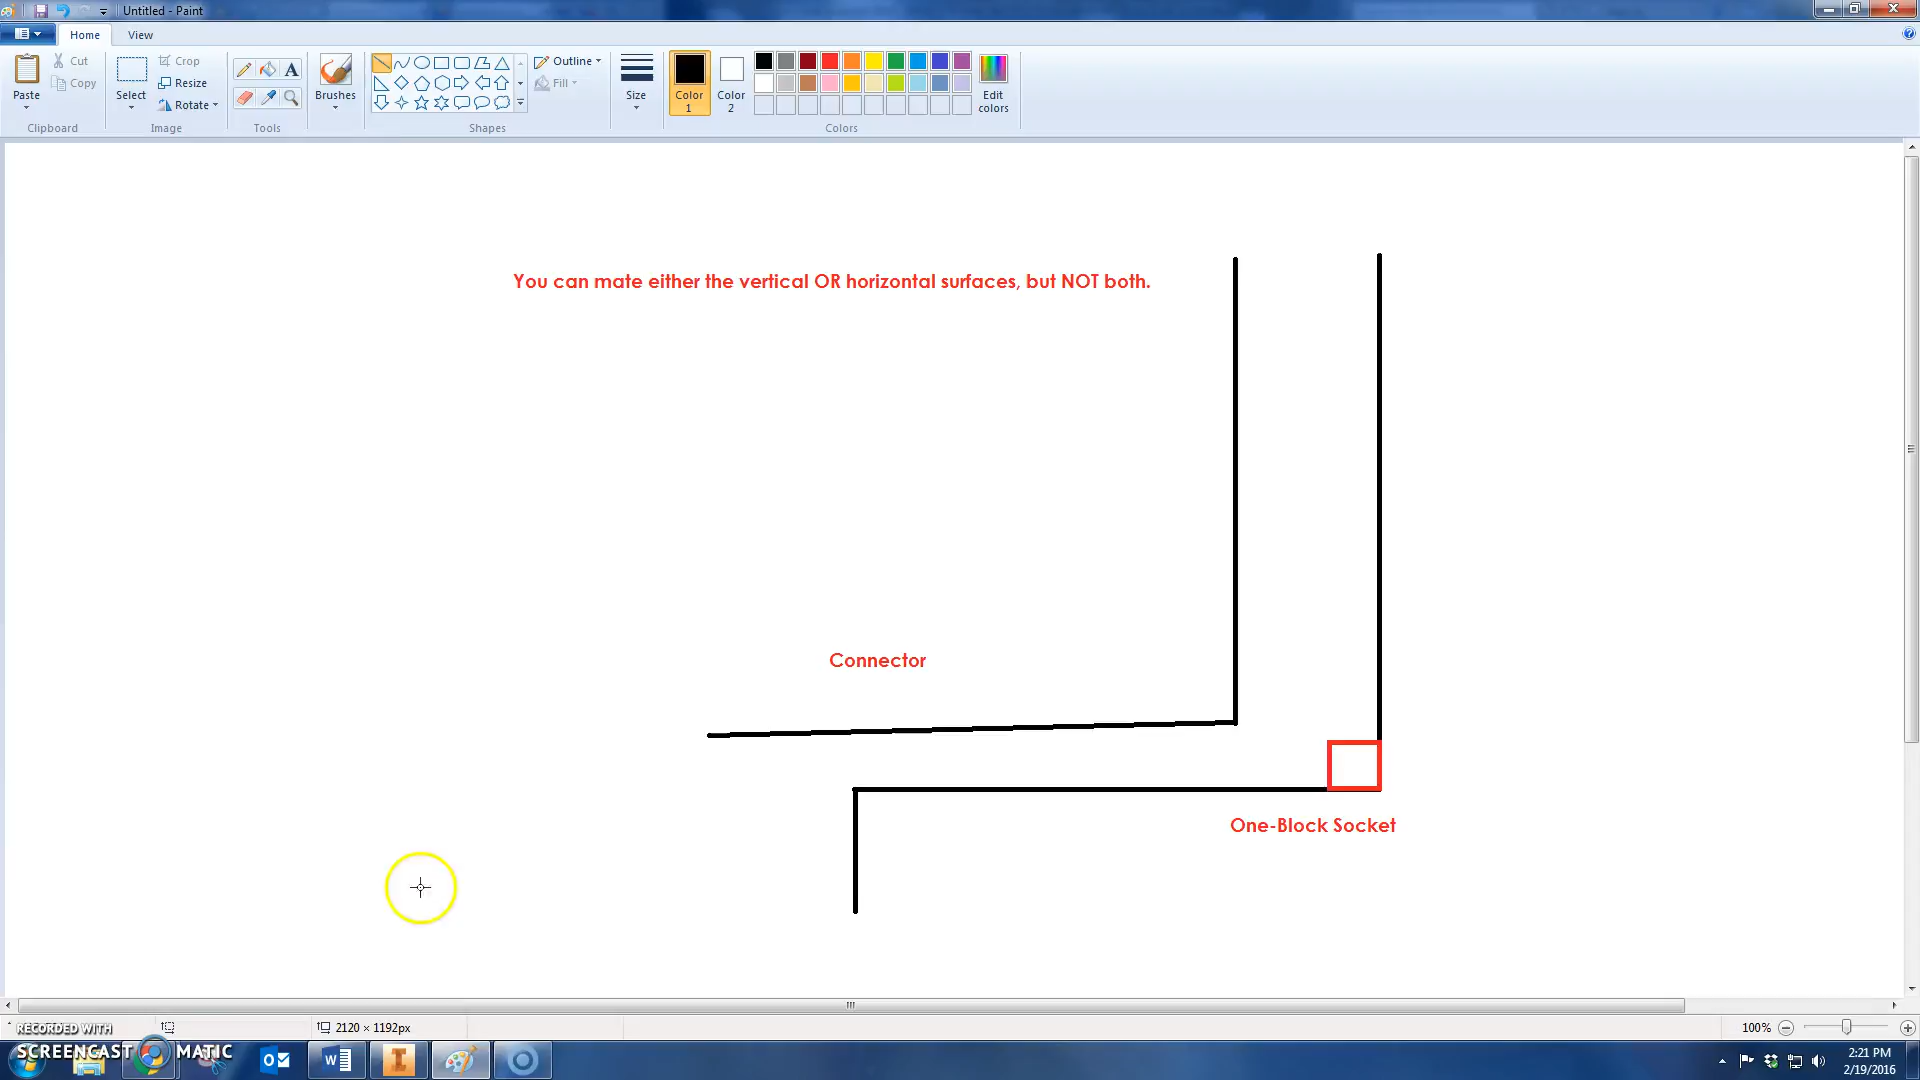 Untitled - Paint
Home
View
Paste
Cut
Copy
Clipboard
Select
Crop
Resize
Rotate
Image
A
Tools
Brushes
Outline
Fill
Shapes
Size
Color
1
Color
2
Edit
colors
Colors
You can mate either the vertical OR horizontal surfaces, but NOT both.
Connector
One-Block Socket
2120 × 1192px
100%
RECORDED WITH
SCREENCAST MATIC
2:21 PM
2/19/2016